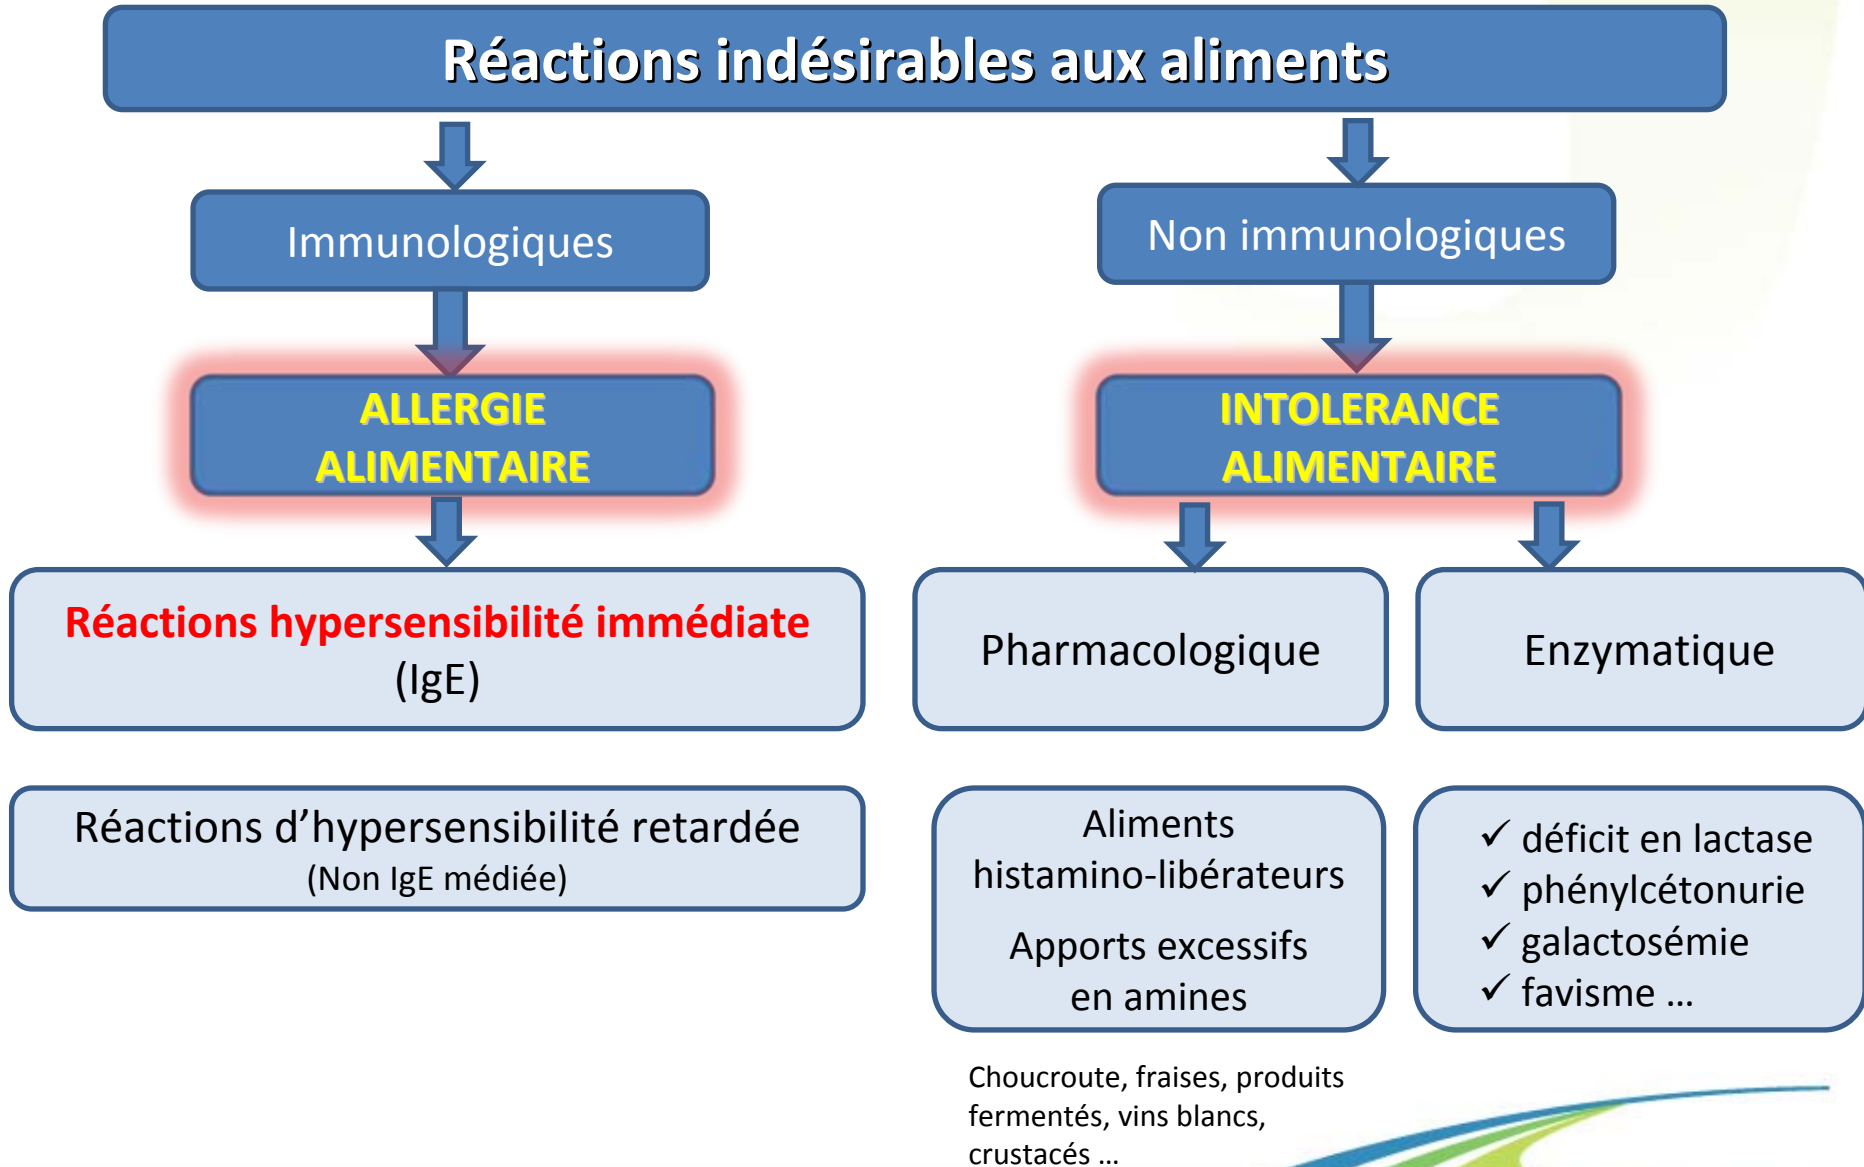 Réactions indésirables aux aliments
Immunologiques
Non immunologiques
ALLERGIE
ALIMENTAIRE
INTOLERANCE
ALIMENTAIRE
Réactions hypersensibilité immédiate
(IgE)
Pharmacologique
Enzymatique
Réactions d’hypersensibilité retardée
(Non IgE médiée)
Aliments
histamino-libérateurs
Apports excessifs
en amines
✓ déficit en lactase
✓ phénylcétonurie
✓ galactosémie
✓ favisme ...
Choucroute, fraises, produits
fermentés, vins blancs,
crustacés ...